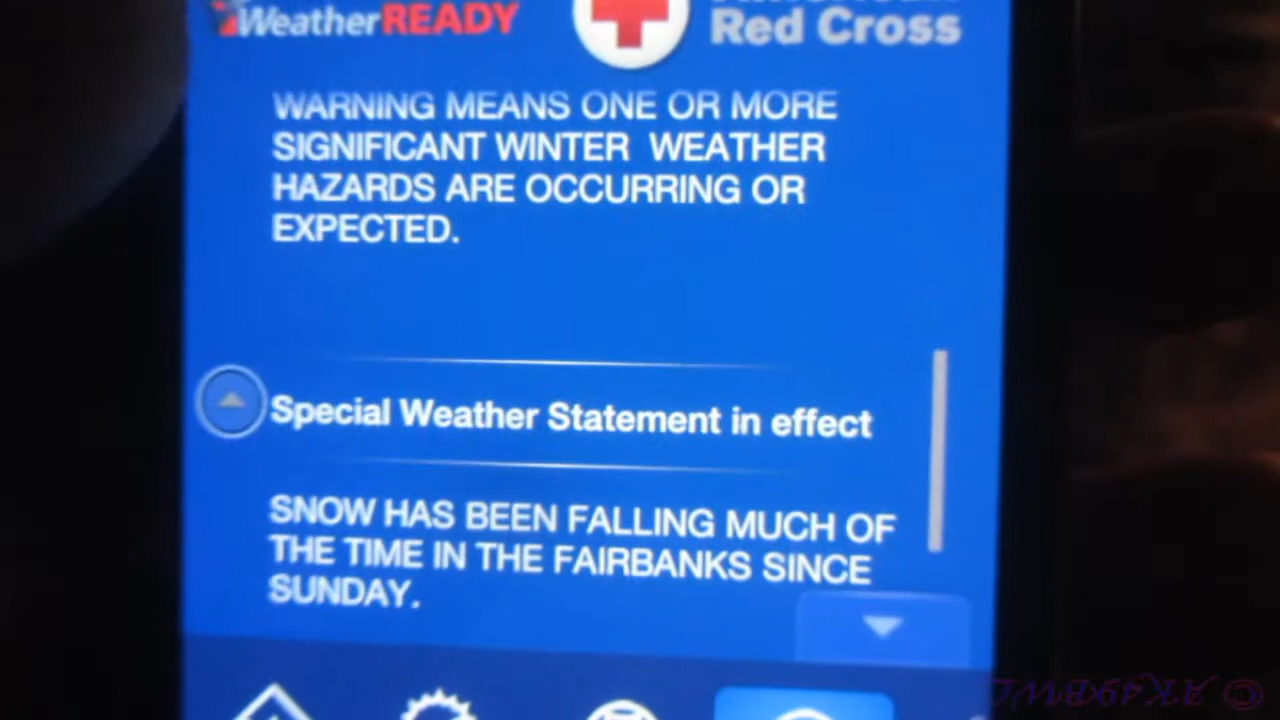 WeatherREADY
American
Red Cross
WARNING MEANS ONE OR MORE
SIGNIFICANT WINTER  WEATHER
HAZARDS ARE OCCURRING OR
EXPECTED.
Special Weather Statement in effect
SNOW HAS BEEN FALLING MUCH OF
THE TIME IN THE FAIRBANKS SINCE
SUNDAY.